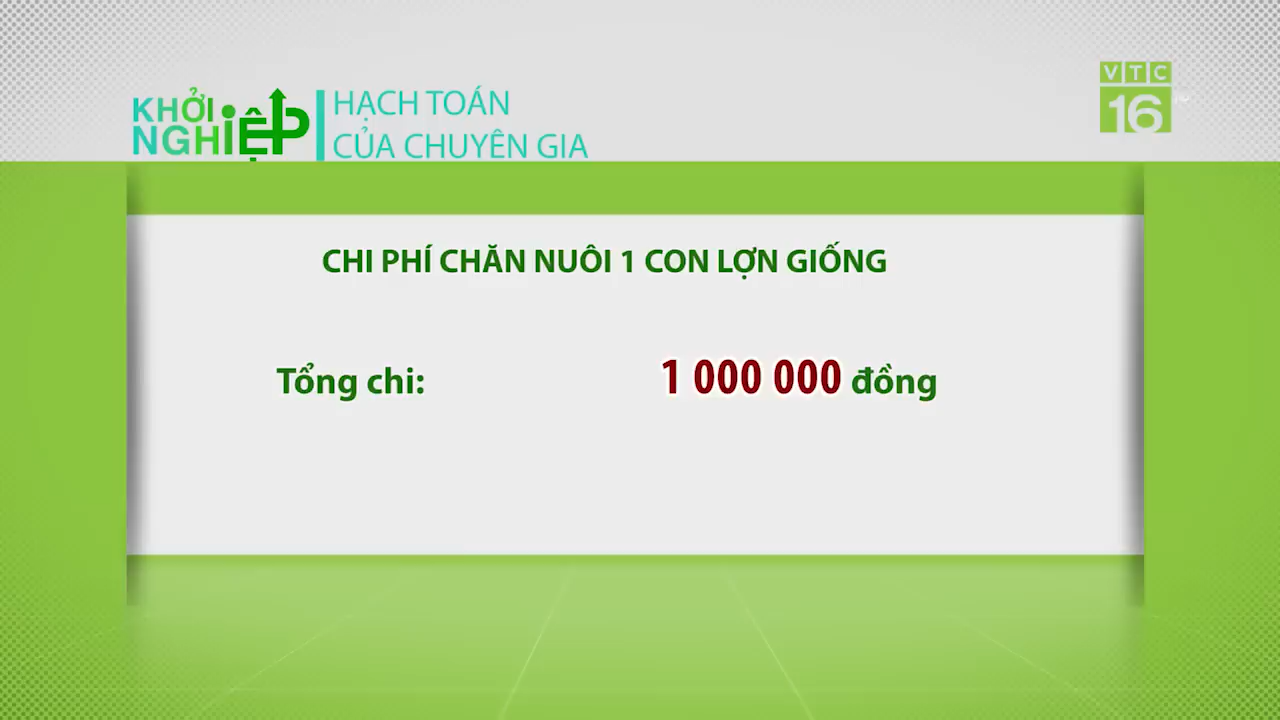 KHỞI NGHIỆP
HẠCH TOÁN
CỦA CHUYÊN GIA
VTC
16
CHI PHÍ CHĂN NUÔI 1 CON LỢN GIỐNG
Tổng chi: 1 000 000 đồng